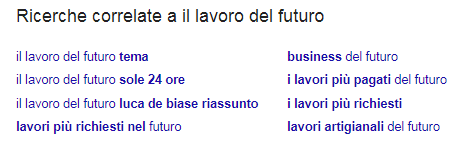 Ricerche correlate a il lavoro del futuro
il lavoro del futuro tema
il lavoro del futuro sole 24 ore
il lavoro del futuro luca de biase riassunto
lavori più richiesti nel futuro
business del futuro
i lavori più pagati del futuro
i lavori più richiesti
lavori artigianali del futuro